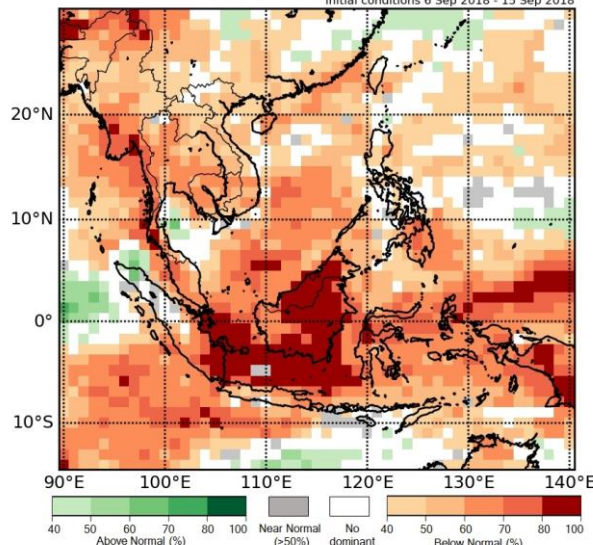 Initial conditions 6 Sep 2018 - 15 Sep 2018
20°N
10°N
0°
10°S
90°E 100°E 110°E 120°E 130°E 140°E
40 50 60 70 80 100 Near Normal No 40 50 60 70 80 100
Above Normal (%) (>50%) dominant Below Normal (%)